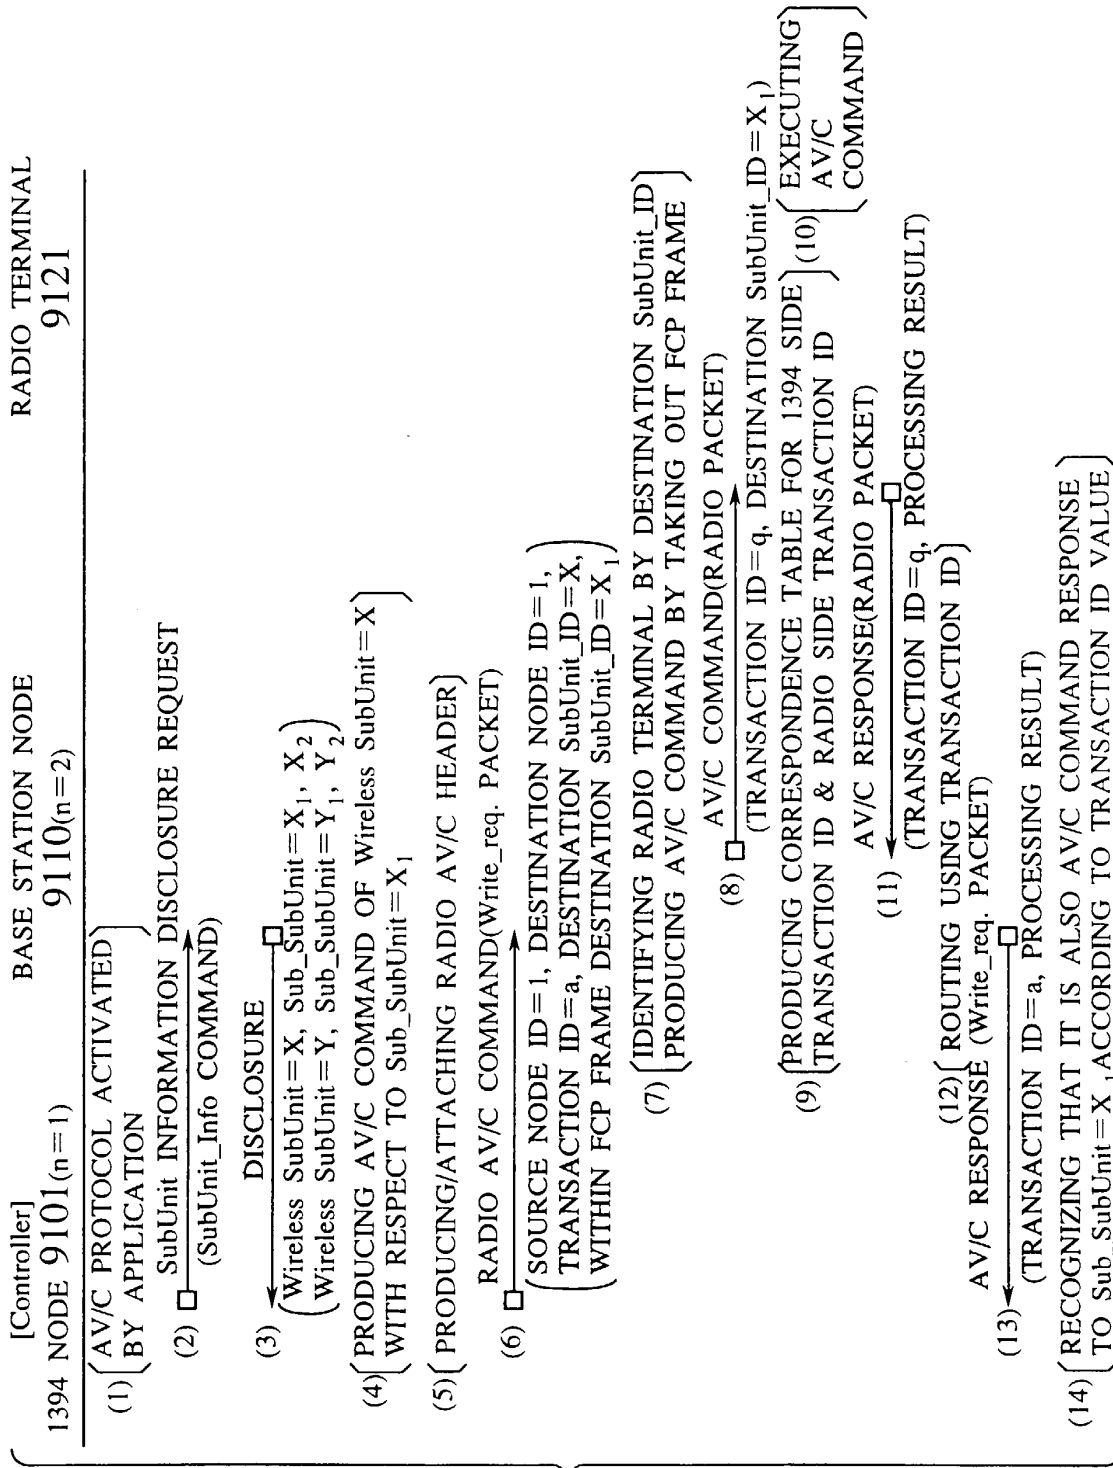 [Controller]
1394 NODE 9101(n=1)
BASE STATION NODE
9110(n=2)
RADIO TERMINAL
9121
(1) AV/C PROTOCOL ACTIVATED
BY APPLICATION
SubUnit INFORMATION DISCLOSURE REQUEST
(2)
(SubUnit_Info COMMAND)
DISCLOSURE
(3)
(Wireless SubUnit=X, Sub_SubUnit=X1, X2
Wireless SubUnit=Y, Sub_SubUnit=Y1, Y2)
(4) [PRODUCING AV/C COMMAND OF Wireless SubUnit=X
WITH RESPECT TO Sub_SubUnit=X1]
(5) [PRODUCING/ATTACHING RADIO AV/C HEADER]
RADIO AV/C COMMAND(Write_req. PACKET)
(6)
(SOURCE NODE ID=1, DESTINATION NODE ID=1,
TRANSACTION ID=a, DESTINATION SubUnit_ID=X,
WITHIN FCP FRAME DESTINATION SubUnit_ID=X1)
(7) [IDENTIFYING RADIO TERMINAL BY DESTINATION SubUnit_ID
PRODUCING AV/C COMMAND BY TAKING OUT FCP FRAME]
AV/C COMMAND(RADIO PACKET)
(8)
(TRANSACTION ID=q, DESTINATION SubUnit_ID=X1)
(9) [PRODUCING CORRESPONDENCE TABLE FOR 1394 SIDE
TRANSACTION ID & RADIO SIDE TRANSACTION ID]
(10) [EXECUTING
AV/C
COMMAND]
AV/C RESPONSE(RADIO PACKET)
(11)
(TRANSACTION ID=q, PROCESSING RESULT)
(12) [ROUTING USING TRANSACTION ID]
AV/C RESPONSE (Write_req. PACKET)
(13)
(TRANSACTION ID=a, PROCESSING RESULT)
(14) [RECOGNIZING THAT IT IS ALSO AV/C COMMAND RESPONSE
TO Sub_SubUnit=X1 ACCORDING TO TRANSACTION ID VALUE]